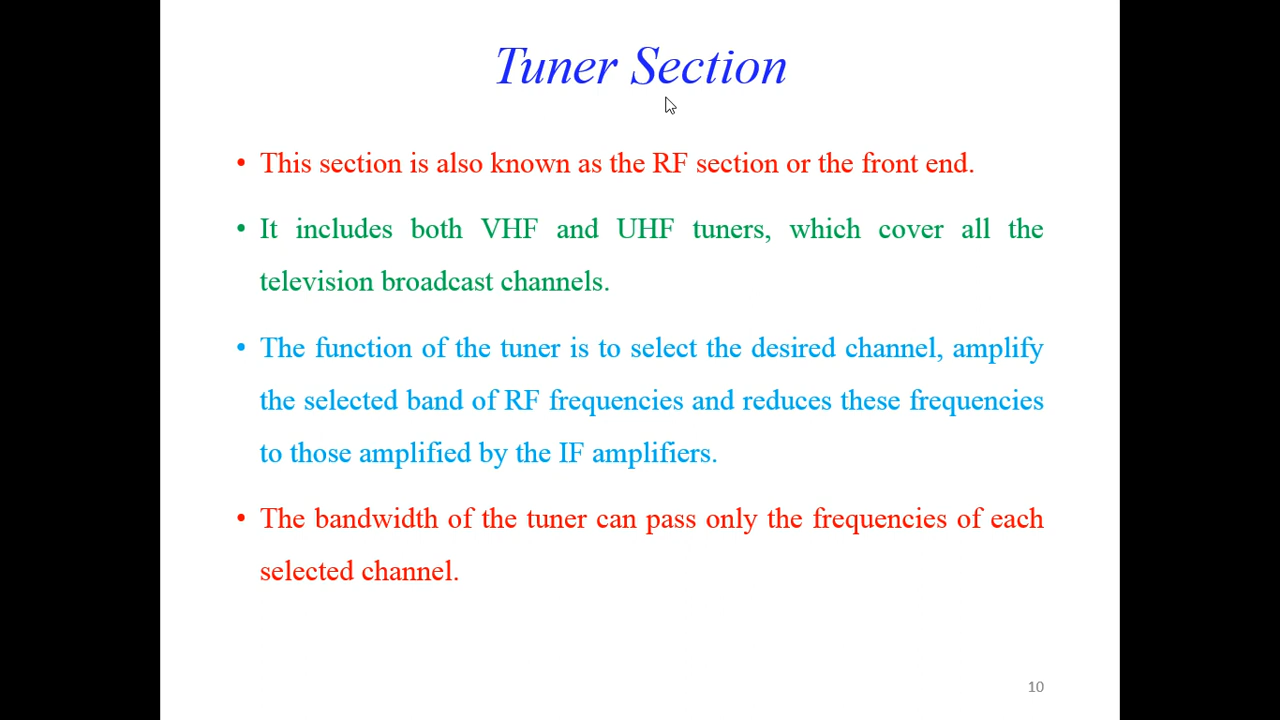 Tuner Section
• This section is also known as the RF section or the front end.
• It includes both VHF and UHF tuners, which cover all the
television broadcast channels.
• The function of the tuner is to select the desired channel, amplify
the selected band of RF frequencies and reduces these frequencies
to those amplified by the IF amplifiers.
• The bandwidth of the tuner can pass only the frequencies of each
selected channel.
10